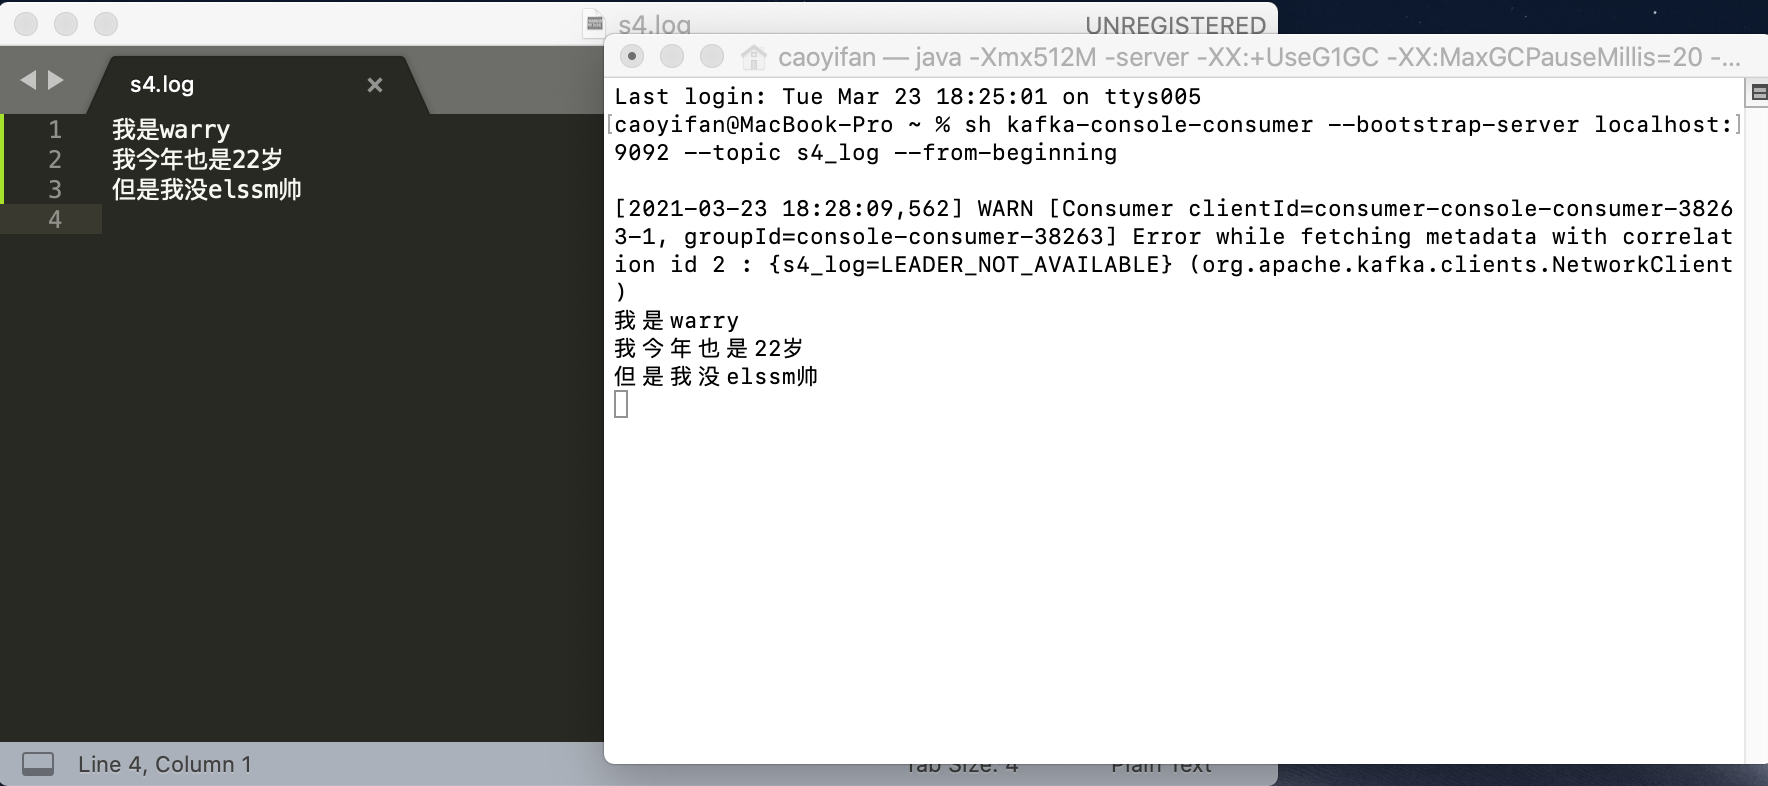 s4.log
UNREGISTERED
s4.log
1 我是warry
2 我今年也是22岁
3 但是我没elssm帅
4
Line 4, Column 1
Tab Size: 4
Plain Text
caoyifan — java -Xmx512M -server -XX:+UseG1GC -XX:MaxGCPauseMillis=20 -...
Last login: Tue Mar 23 18:25:01 on ttys005
[caoyifan@MacBook-Pro ~ % sh kafka-console-consumer --bootstrap-server localhost:]
9092 --topic s4_log --from-beginning
[2021-03-23 18:28:09,562] WARN [Consumer clientId=consumer-console-consumer-3826
3-1, groupId=console-consumer-38263] Error while fetching metadata with correlat
ion id 2 : {s4_log=LEADER_NOT_AVAILABLE} (org.apache.kafka.clients.NetworkClient
)
我是warry
我今年也是22岁
但是我没elssm帅